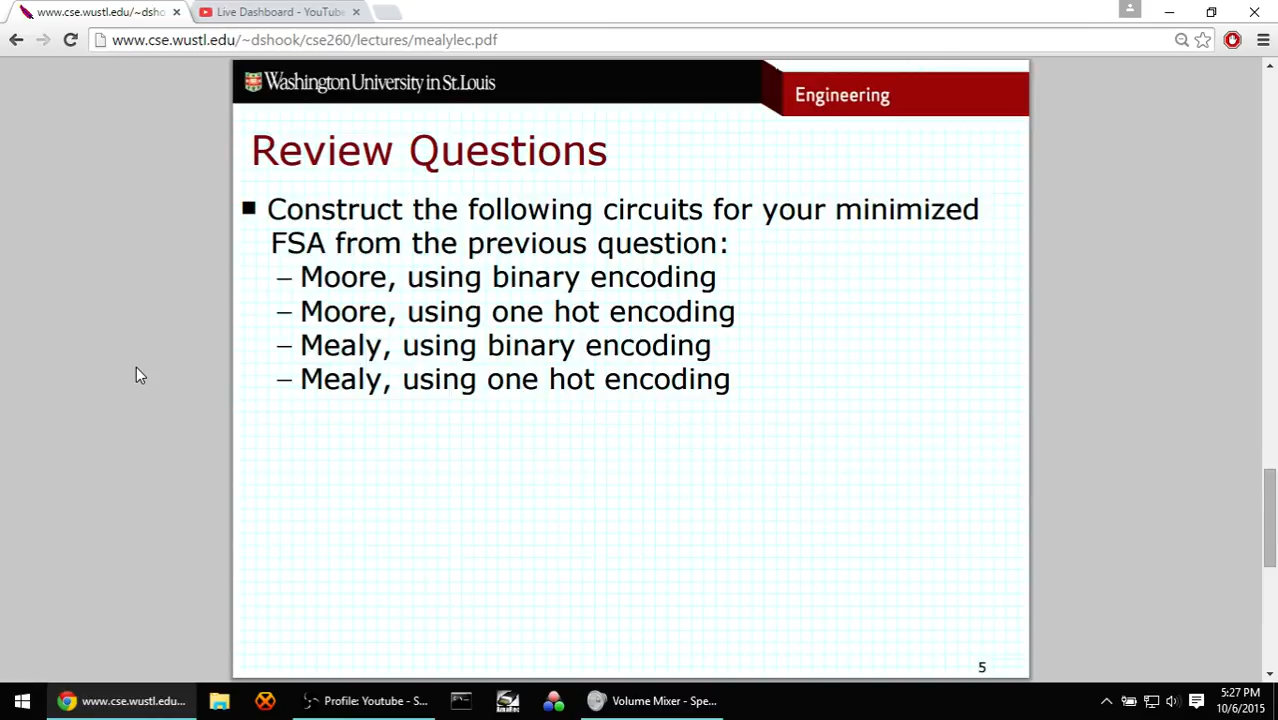 www.cse.wustl.edu/~dsho
Live Dashboard - YouTube
www.cse.wustl.edu/~dshook/cse260/lectures/mealylec.pdf
Washington University in St.Louis
Engineering
Review Questions
Construct the following circuits for your minimized
FSA from the previous question:
– Moore, using binary encoding
– Moore, using one hot encoding
– Mealy, using binary encoding
– Mealy, using one hot encoding
5
www.cse.wustl.edu...
Profile: Youtube - S...
Volume Mixer - Spe...
5:27 PM
10/6/2015